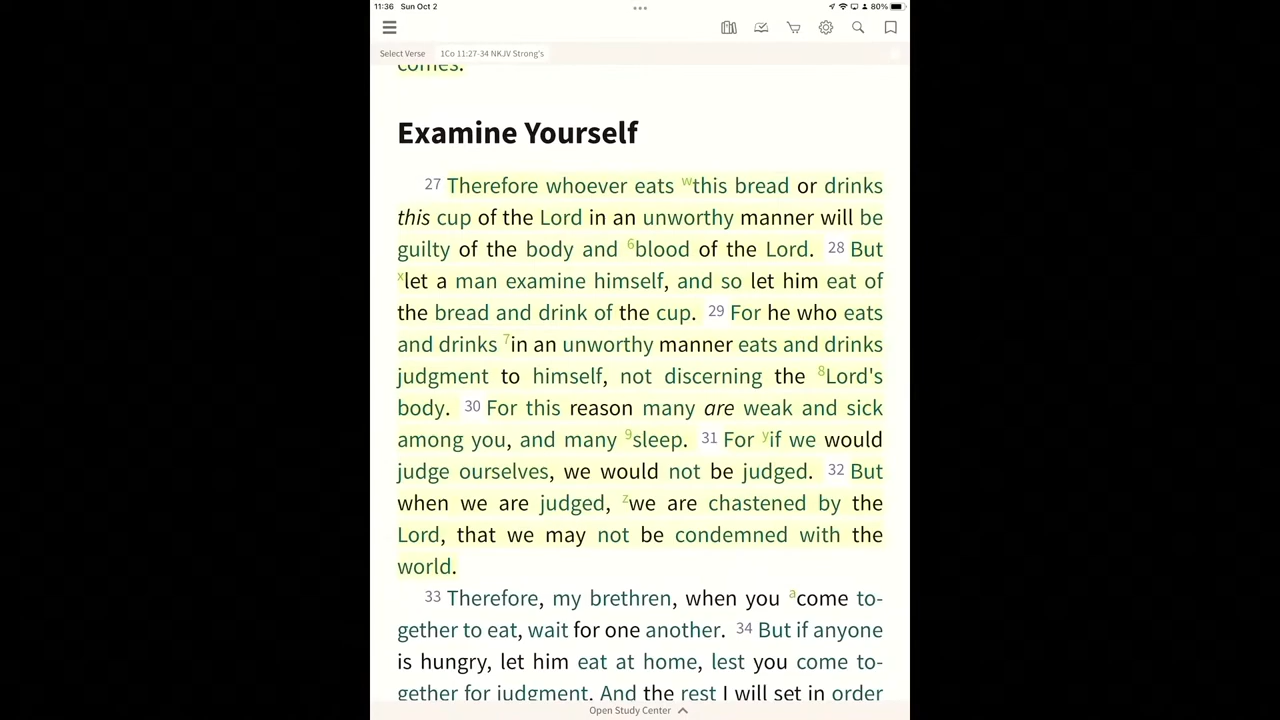 11:36 Sun Oct 2
80%
Select Verse 1Co 11:27-34 NKJV Strong's
comes.
Examine Yourself
27 Therefore whoever eats wthis bread or drinks
this cup of the Lord in an unworthy manner will be
guilty of the body and 6blood of the Lord. 28 But
xlet a man examine himself, and so let him eat of
the bread and drink of the cup. 29 For he who eats
and drinks 7in an unworthy manner eats and drinks
judgment to himself, not discerning the 8Lord's
body. 30 For this reason many are weak and sick
among you, and many 9sleep. 31 For yif we would
judge ourselves, we would not be judged. 32 But
when we are judged, zwe are chastened by the
Lord, that we may not be condemned with the
world.
33 Therefore, my brethren, when you acome to-
gether to eat, wait for one another. 34 But if anyone
is hungry, let him eat at home, lest you come to-
gether for judgment. And the rest I will set in order
Open Study Center